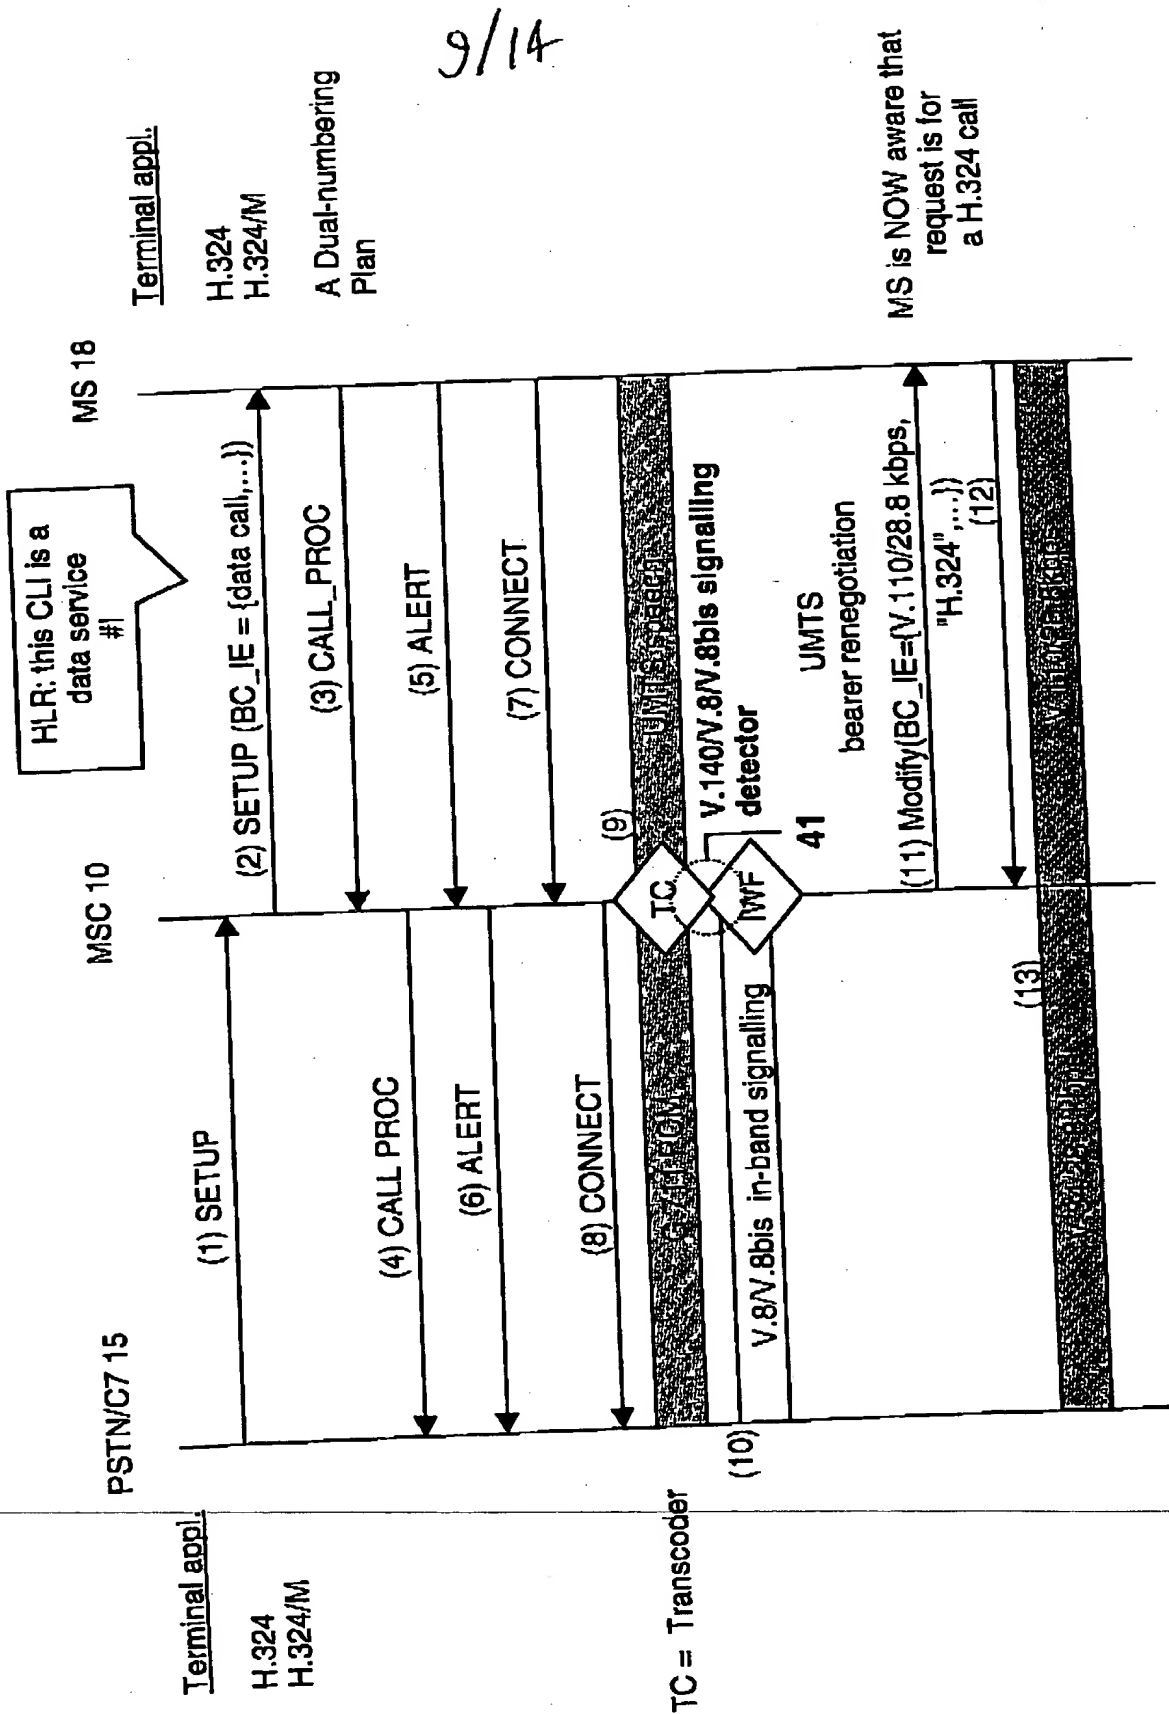 9/14
HLR: this CLI is a
data service
#!
PSTN/C7 15
MSC 10
MS 18
Terminal appl.
H.324
H.324/M
Terminal appl.
H.324
H.324/M
A Dual-numbering
Plan
(1) SETUP
(2) SETUP (BC_IE = {data call,...})
(3) CALL_PROC
(4) CALL PROC
(5) ALERT
(6) ALERT
(7) CONNECT
(8) CONNECT
(9)
UMTS speech
TC
V.140/V.8/V.8bis signalling
detector
IWF
41
(10)
V.8/V.8bis in-band signalling
UMTS
bearer renegotiation
(11) Modify(BC_IE={V.110/28.8 kbps,
"H.324",...})
(12)
MS is NOW aware that
request is for
a H.324 call
(13)
TC = Transcoder